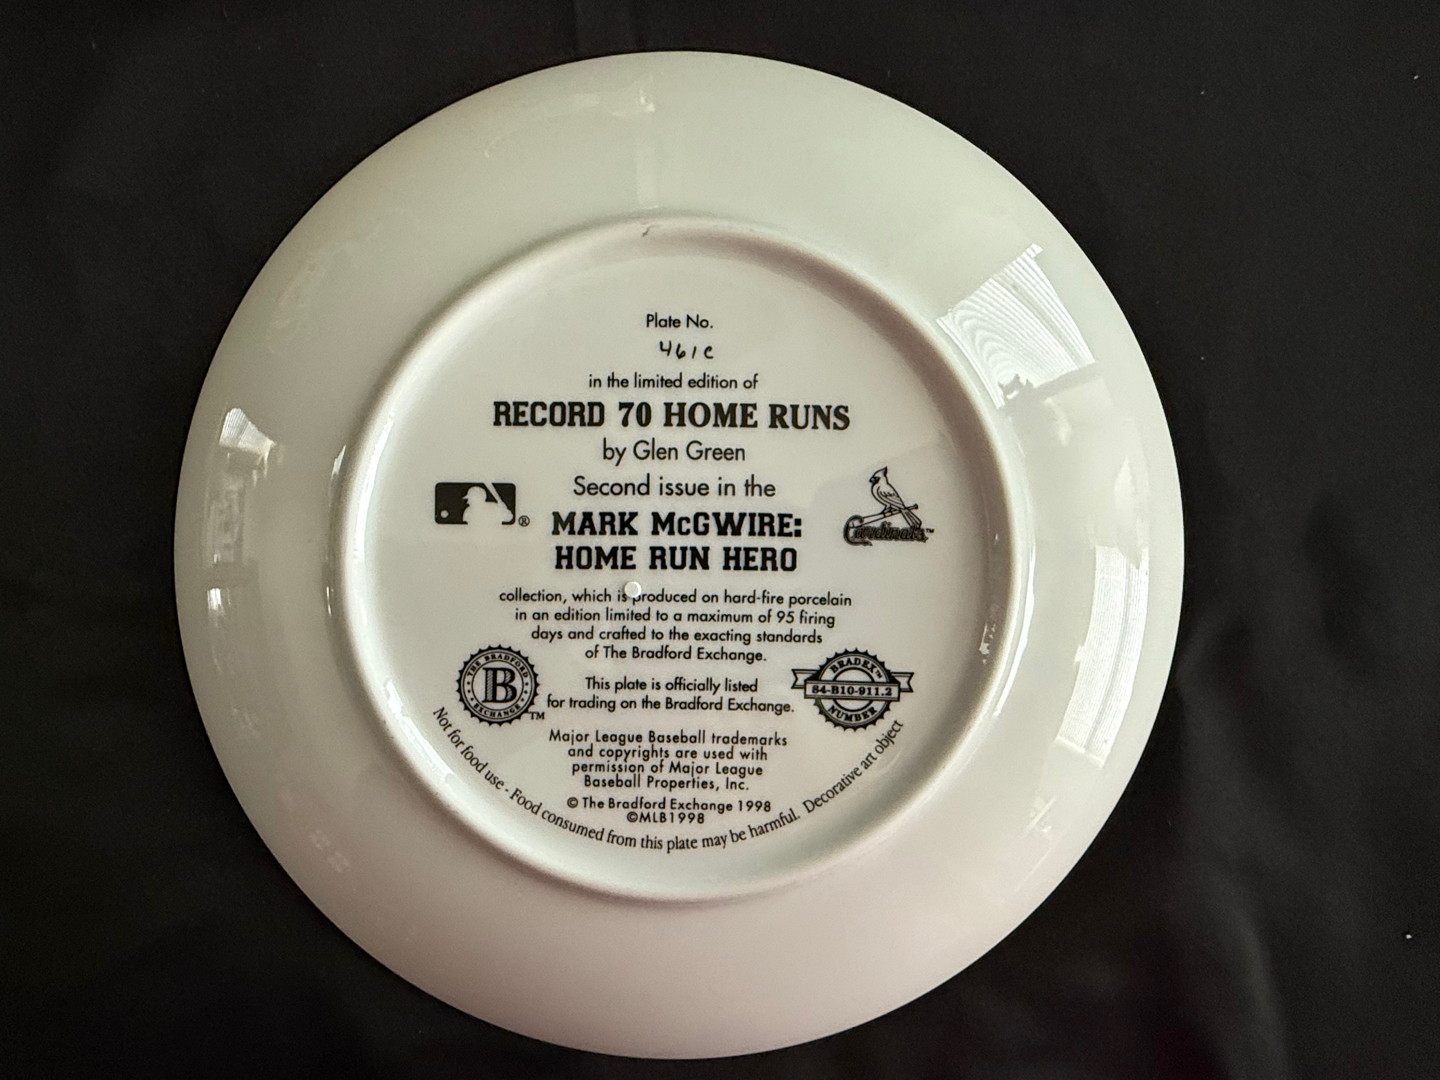 Plate No.
461C
in the limited edition of
RECORD 70 HOME RUNS
by Glen Green
Second issue in the
®
MARK McGWIRE:
HOME RUN HERO
Cardinals™
collection, which is produced on hard-fire porcelain
in an edition limited to a maximum of 95 firing
days and crafted to the exacting standards
of The Bradford Exchange.
THE BRADFORD
B
EXCHANGE
TM
This plate is officially listed
for trading on the Bradford Exchange.
BRADEX™
84-B10-911.2
NUMBER
Major League Baseball trademarks
and copyrights are used with
permission of Major League
Baseball Properties, Inc.
© The Bradford Exchange 1998
©MLB1998
Not for food use - Food consumed from this plate may be harmful. Decorative art object